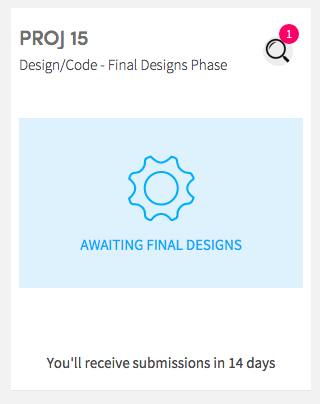 PROJ 15
1
Design/Code - Final Designs Phase
AWAITING FINAL DESIGNS
You'll receive submissions in 14 days